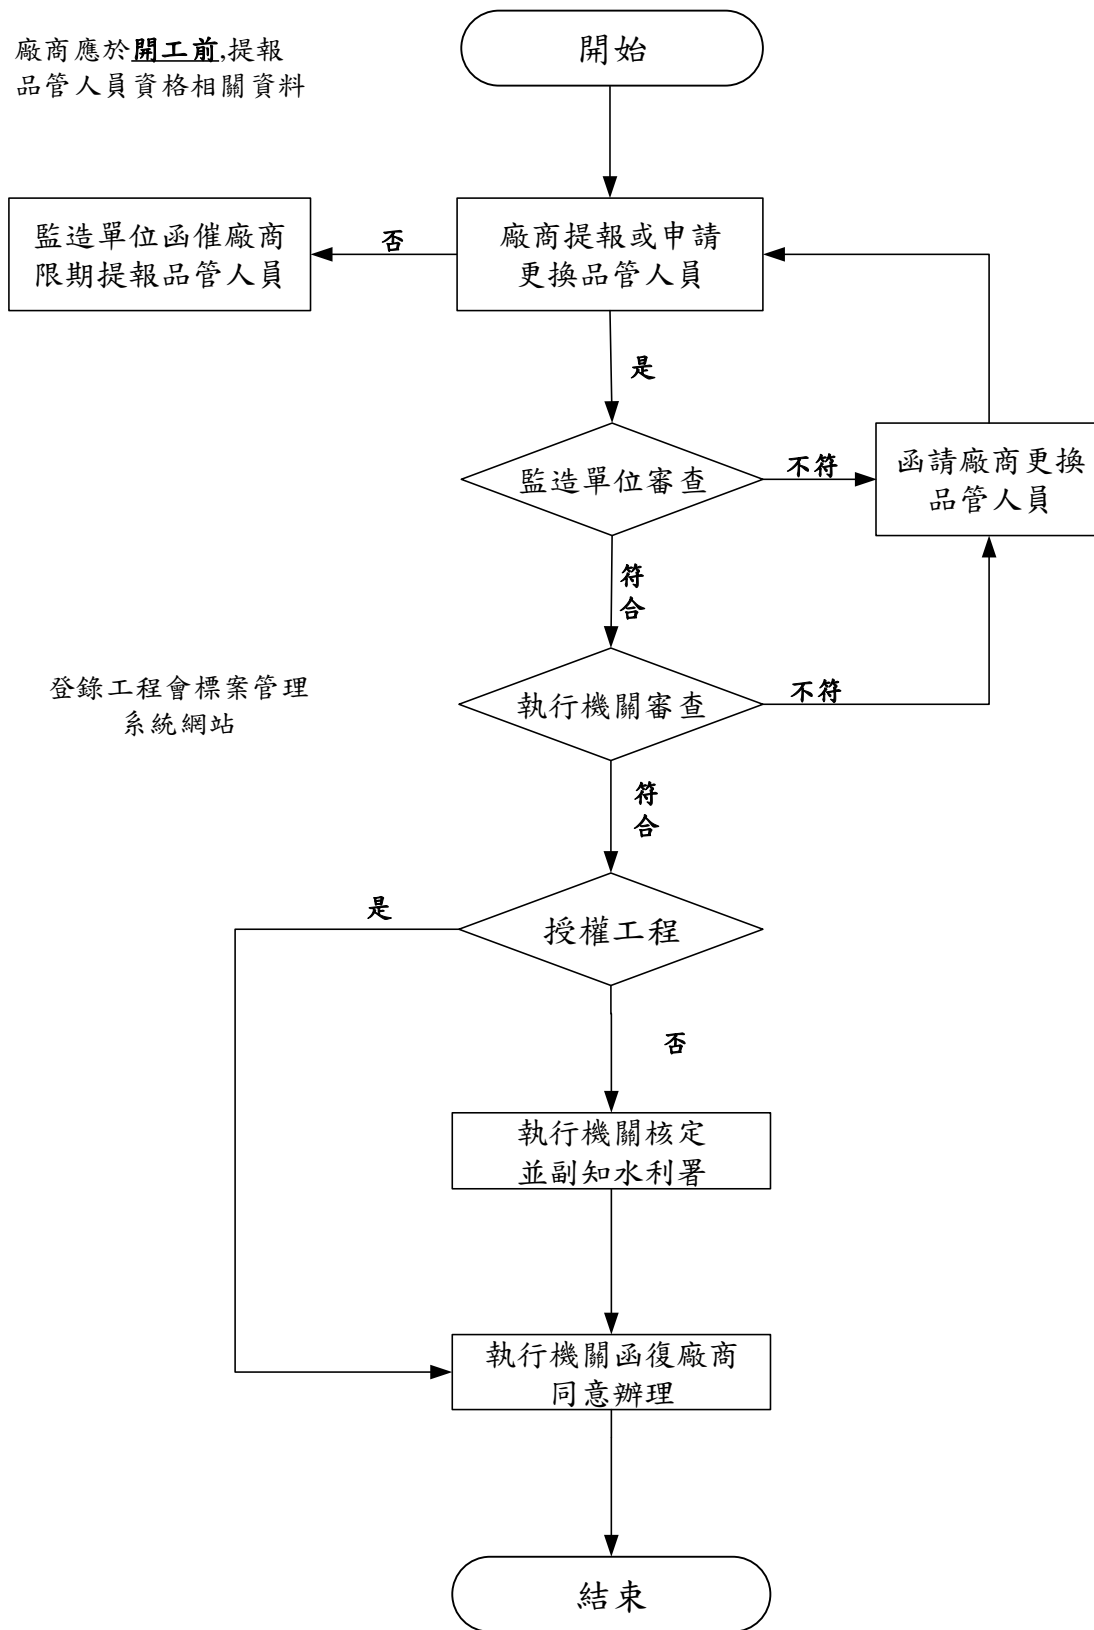 開始
廠商應於開工前,提報
品管人員資格相關資料
監造單位函催廠商
限期提報品管人員
否
廠商提報或申請
更換品管人員
是
監造單位審查
不符
函請廠商更換
品管人員
符
合
登錄工程會標案管理
系統網站
執行機關審查
不符
符
合
是
授權工程
否
執行機關核定
並副知水利署
執行機關函復廠商
同意辦理
結束